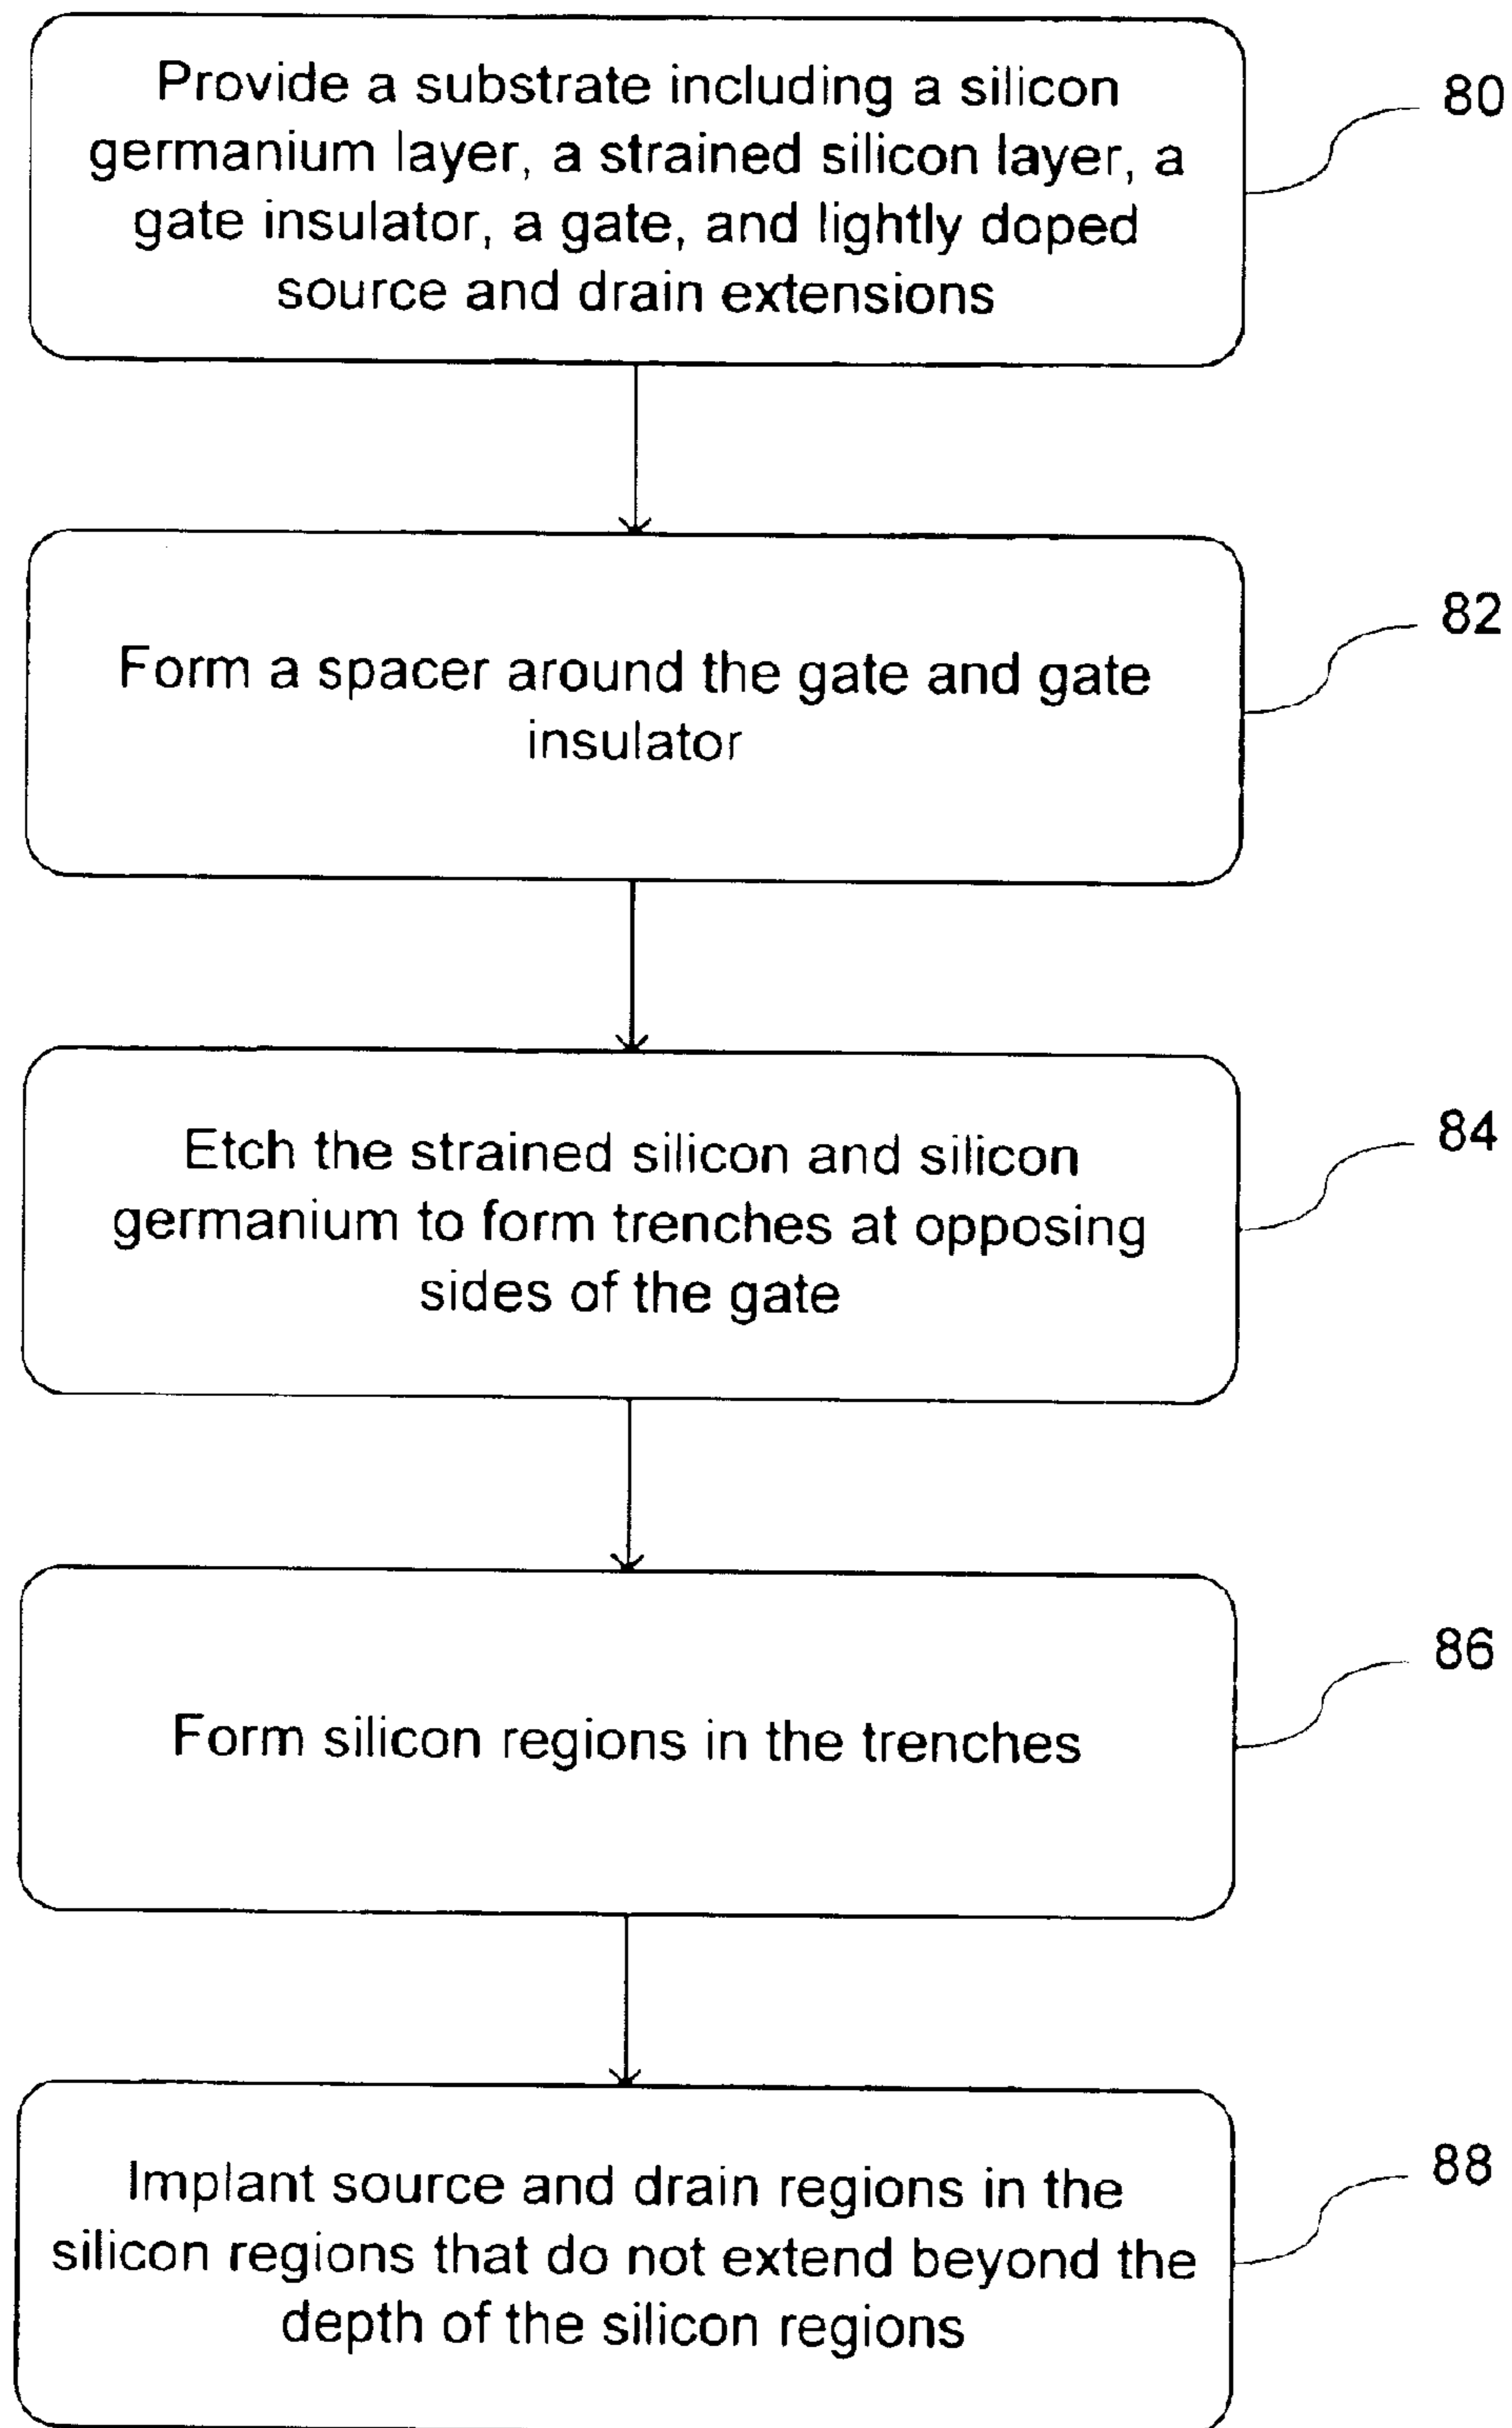 Provide a substrate including a silicon
germanium layer, a strained silicon layer, a
gate insulator, a gate, and lightly doped
source and drain extensions
80
Form a spacer around the gate and gate
insulator
82
Etch the strained silicon and silicon
germanium to form trenches at opposing
sides of the gate
84
Form silicon regions in the trenches
86
Implant source and drain regions in the
silicon regions that do not extend beyond the
depth of the silicon regions
88